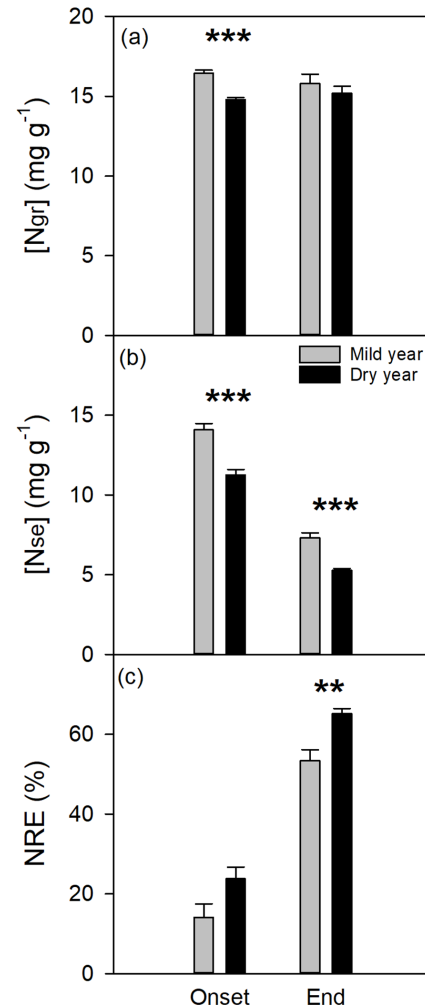 20
(a)
***
15
[Ngr] (mg g-1)
10
5
0
(b)
Mild year
Dry year
15
***
[Nse] (mg g-1)
10
***
5
0
(c)
**
60
NRE (%)
40
20
0
Onset End